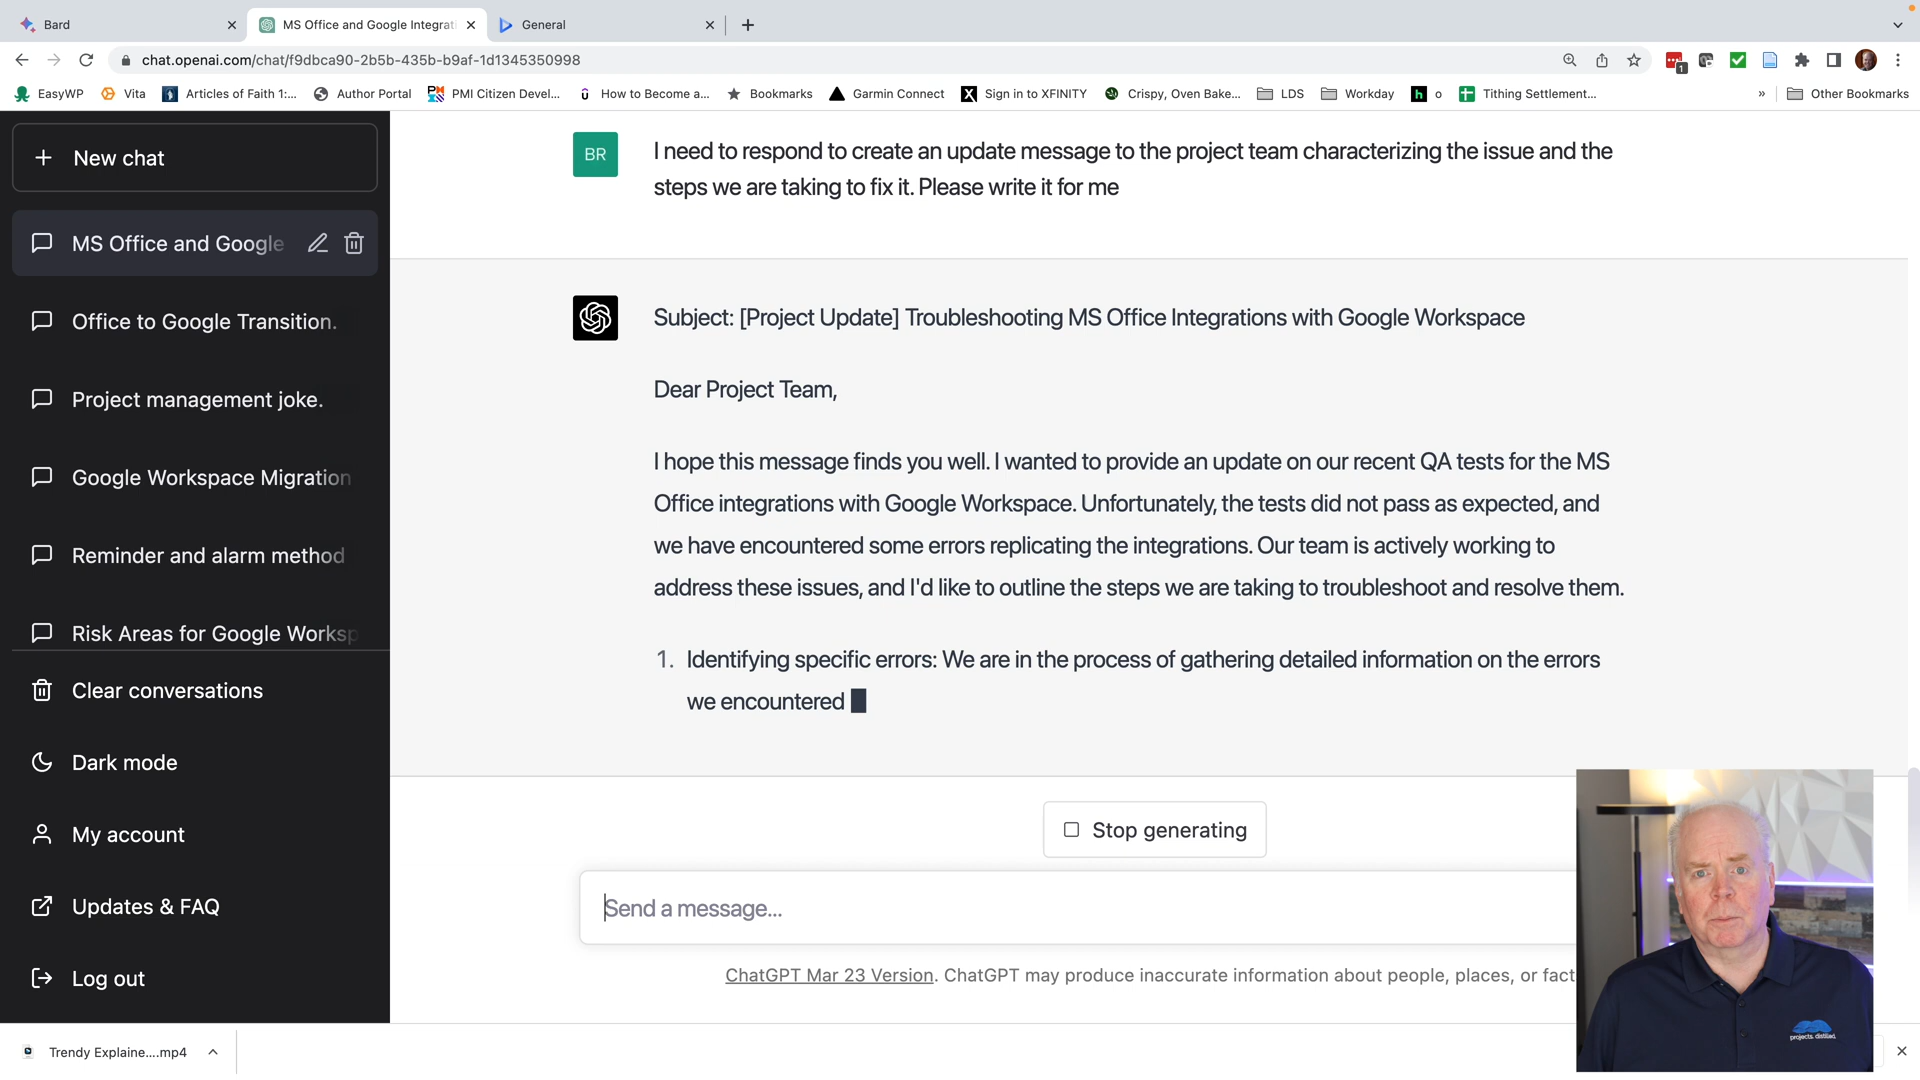 Bard
MS Office and Google Integrati
General
chat.openai.com/chat/f9dbca90-2b5b-435b-b9af-1d1345350998
1
EasyWP
Vita
Articles of Faith 1:...
Author Portal
PMI Citizen Devel...
How to Become a...
Bookmarks
Garmin Connect
Sign in to XFINITY
Crispy, Oven Bake...
LDS
Workday
h o
Tithing Settlement...
»
Other Bookmarks
+ New chat
MS Office and Google
Office to Google Transition.
Project management joke.
Google Workspace Migration
Reminder and alarm method
Risk Areas for Google Worksp
Clear conversations
Dark mode
My account
Updates & FAQ
Log out
BR
I need to respond to create an update message to the project team characterizing the issue and the
steps we are taking to fix it. Please write it for me
Subject: [Project Update] Troubleshooting MS Office Integrations with Google Workspace
Dear Project Team,
I hope this message finds you well. I wanted to provide an update on our recent QA tests for the MS
Office integrations with Google Workspace. Unfortunately, the tests did not pass as expected, and
we have encountered some errors replicating the integrations. Our team is actively working to
address these issues, and I'd like to outline the steps we are taking to troubleshoot and resolve them.
1. Identifying specific errors: We are in the process of gathering detailed information on the errors
we encountered
Stop generating
Send a message...
ChatGPT Mar 23 Version. ChatGPT may produce inaccurate information about people, places, or fact
projects. distilled.
Trendy Explaine....mp4